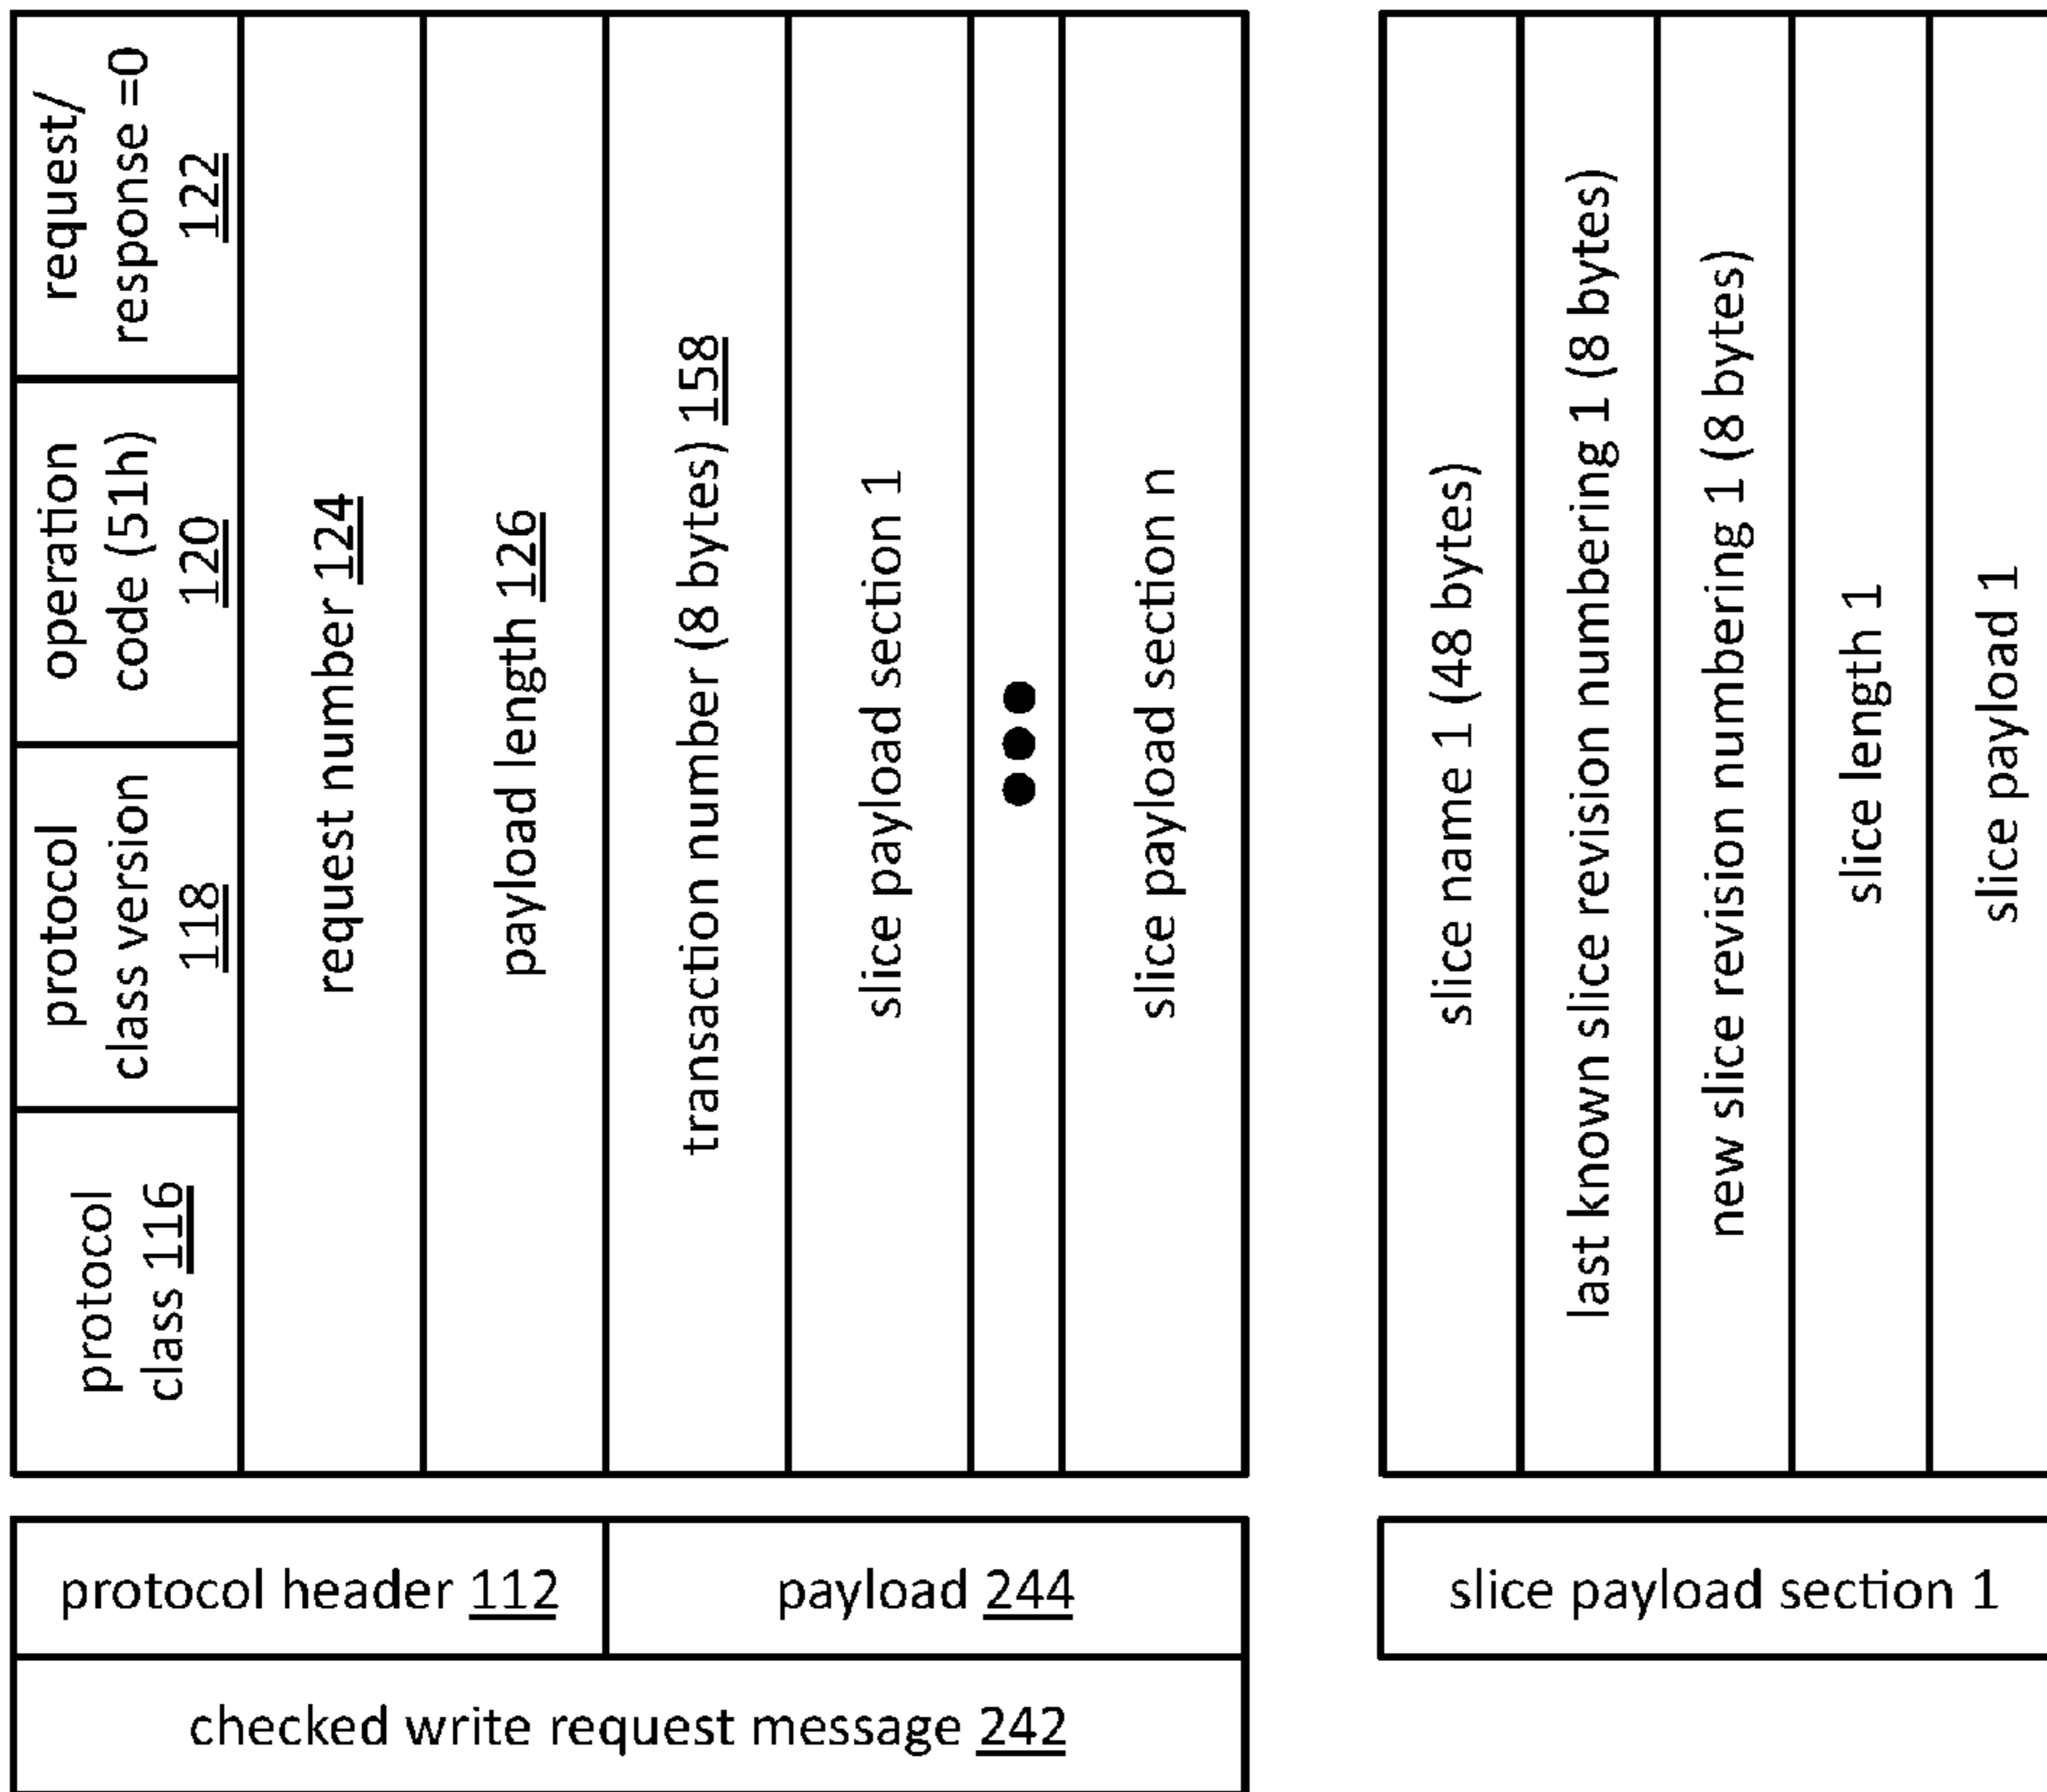 protocol
class 116
protocol
class version
118
operation
code (51h)
120
request/
response =0
122
request number 124
payload length 126
transaction number (8 bytes) 158
slice payload section 1
slice payload section n
protocol header 112
payload 244
checked write request message 242
slice name 1 (48 bytes)
last known slice revision numbering 1 (8 bytes)
new slice revision numbering 1 (8 bytes)
slice length 1
slice payload 1
slice payload section 1